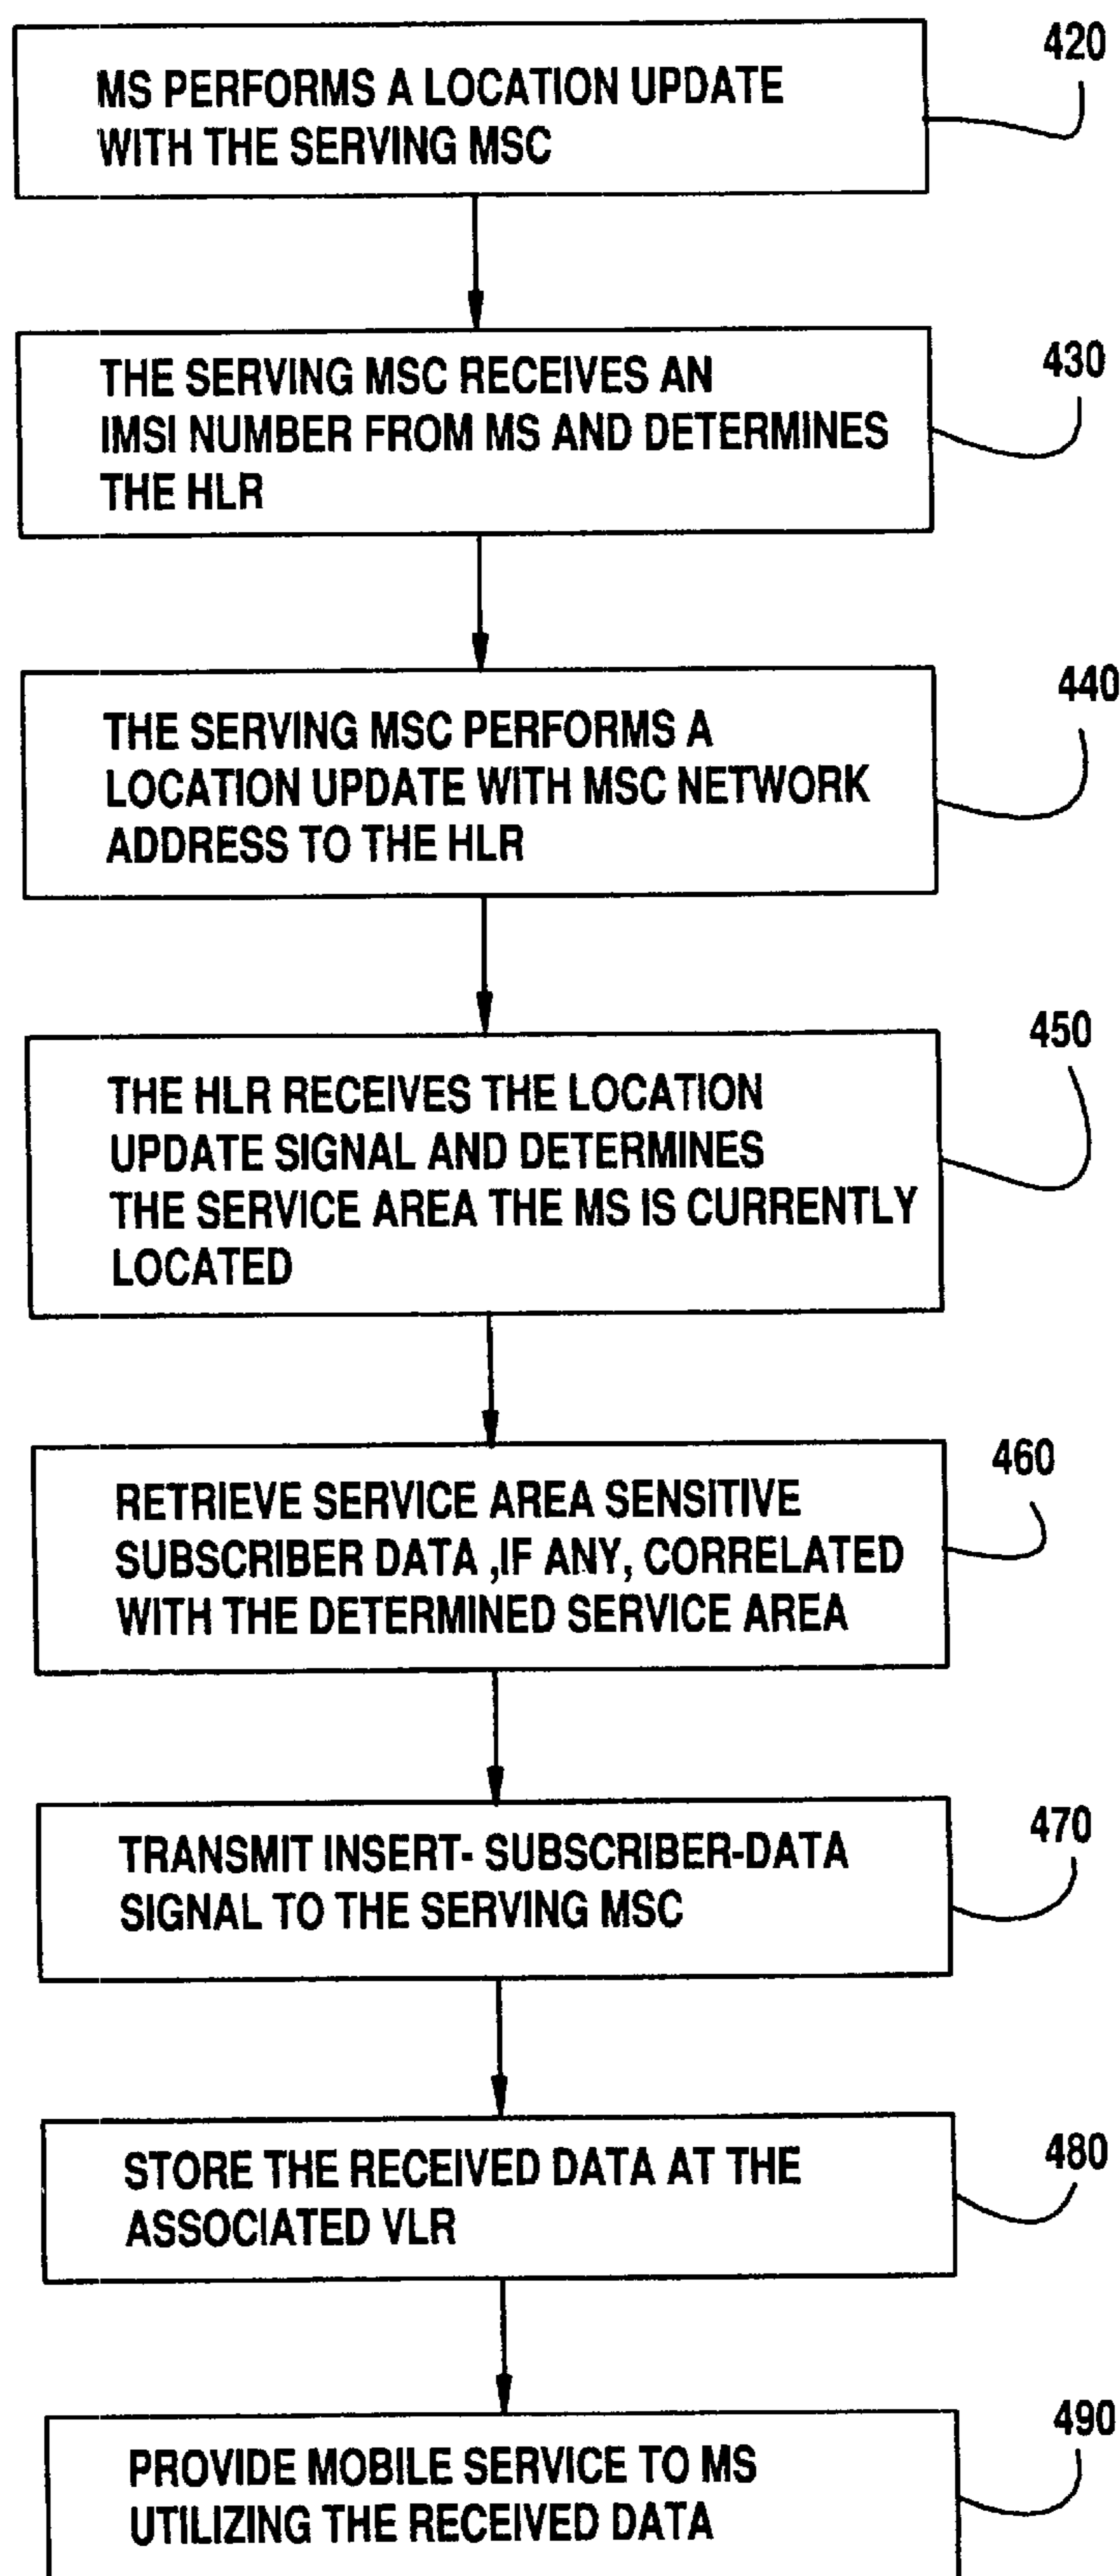 420
MS PERFORMS A LOCATION UPDATE
WITH THE SERVING MSC
430
THE SERVING MSC RECEIVES AN
IMSI NUMBER FROM MS AND DETERMINES
THE HLR
440
THE SERVING MSC PERFORMS A
LOCATION UPDATE WITH MSC NETWORK
ADDRESS TO THE HLR
450
THE HLR RECEIVES THE LOCATION
UPDATE SIGNAL AND DETERMINES
THE SERVICE AREA THE MS IS CURRENTLY
LOCATED
460
RETRIEVE SERVICE AREA SENSITIVE
SUBSCRIBER DATA ,IF ANY, CORRELATED
WITH THE DETERMINED SERVICE AREA
470
TRANSMIT INSERT- SUBSCRIBER-DATA
SIGNAL TO THE SERVING MSC
480
STORE THE RECEIVED DATA AT THE
ASSOCIATED VLR
490
PROVIDE MOBILE SERVICE TO MS
UTILIZING THE RECEIVED DATA